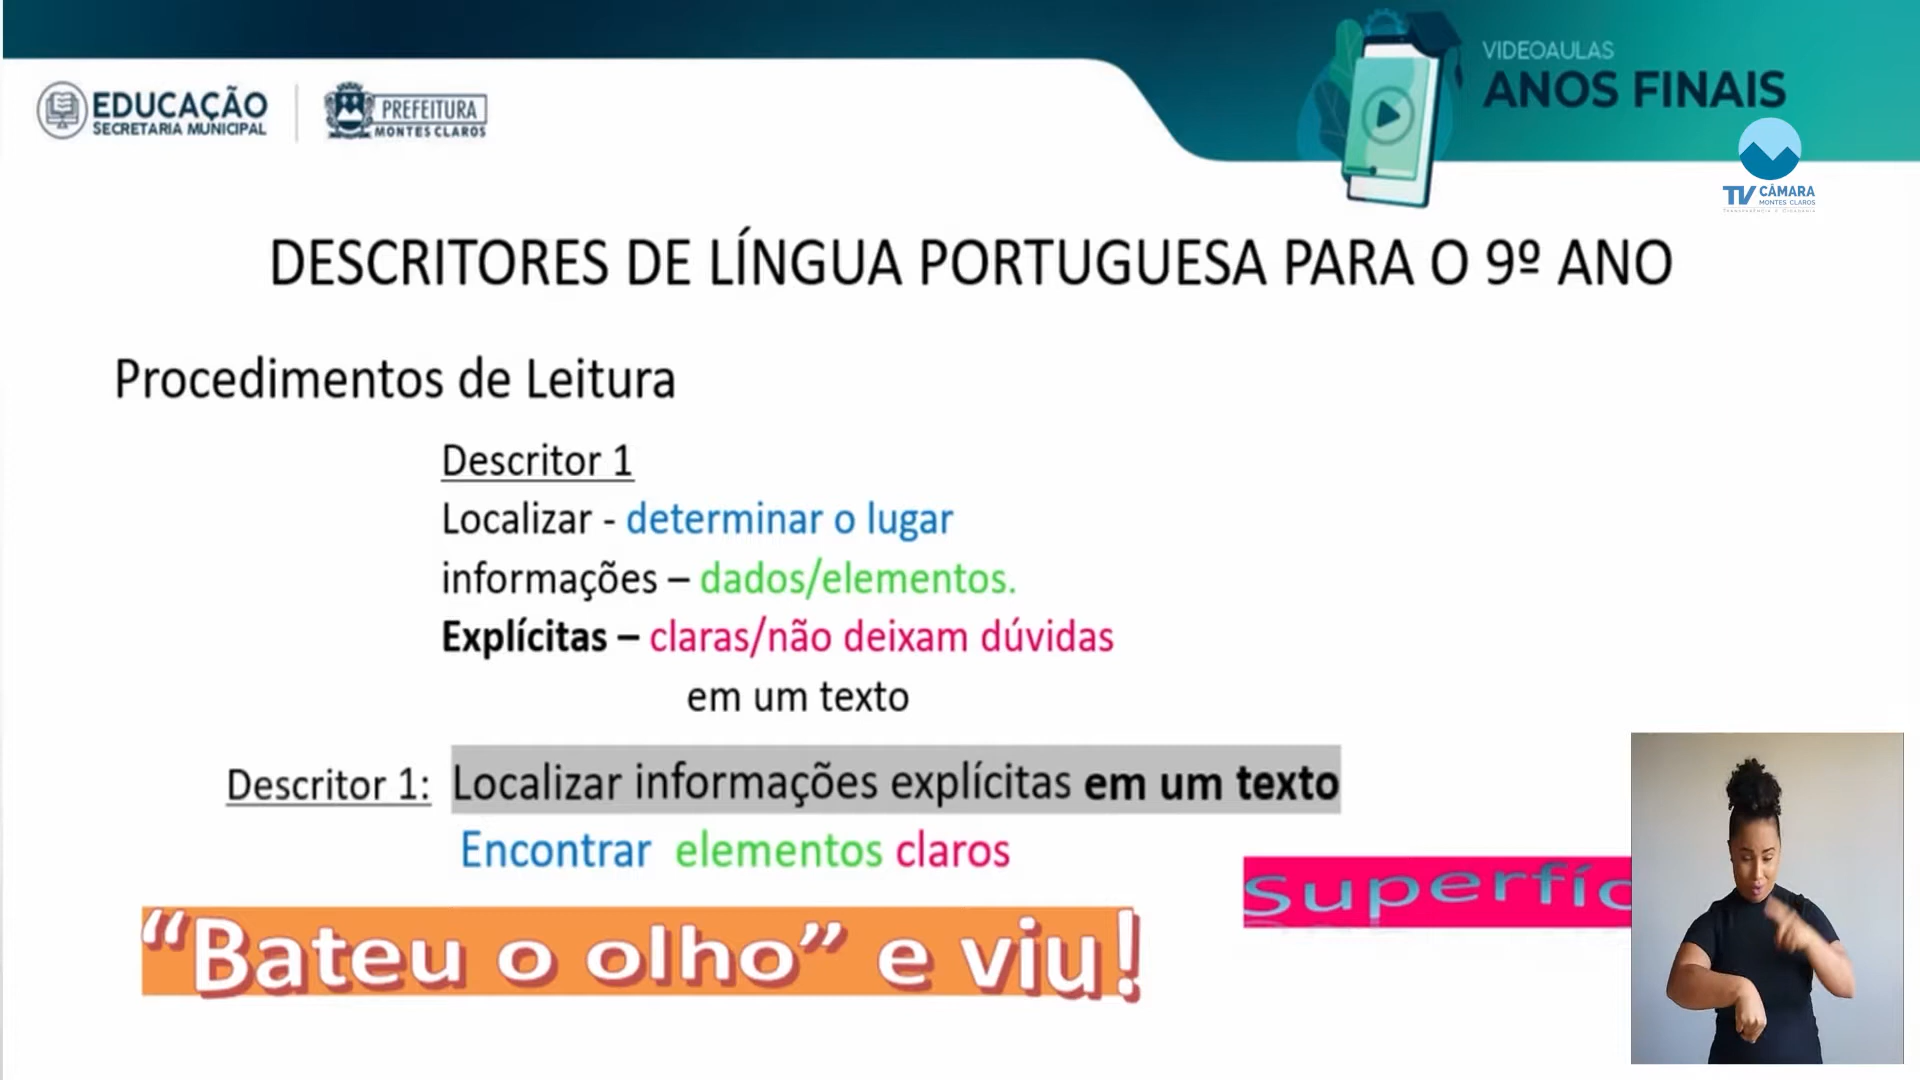 EDUCAÇÃO
SECRETARIA MUNICIPAL
PREFEITURA
MONTES CLAROS
VIDEOAULAS
ANOS FINAIS
TV CÂMARA
MONTES CLAROS
DESCRITORES DE LÍNGUA PORTUGUESA PARA O 9º ANO
Procedimentos de Leitura
Descritor 1
Localizar - determinar o lugar
informações – dados/elementos.
Explícitas – claras/não deixam dúvidas
em um texto
Descritor 1: Localizar informações explícitas em um texto
Encontrar elementos claros
“Bateu o olho” e viu!